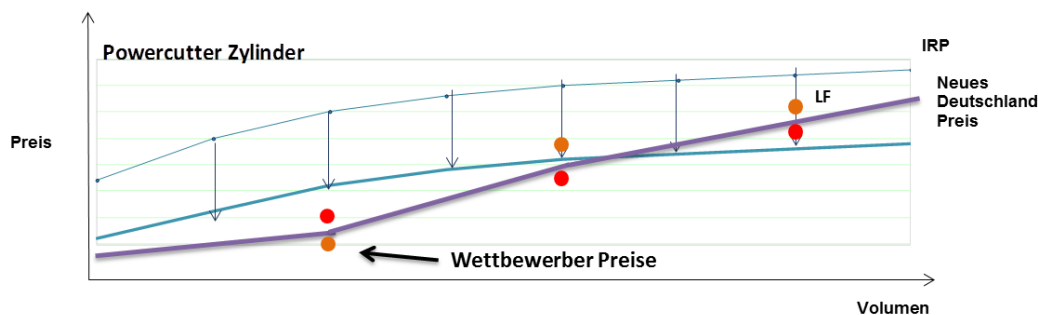 Powercutter Zylinder
IRP
Neues
Deutschland
Preis
LF
Preis
Wettbewerber Preise
Volumen